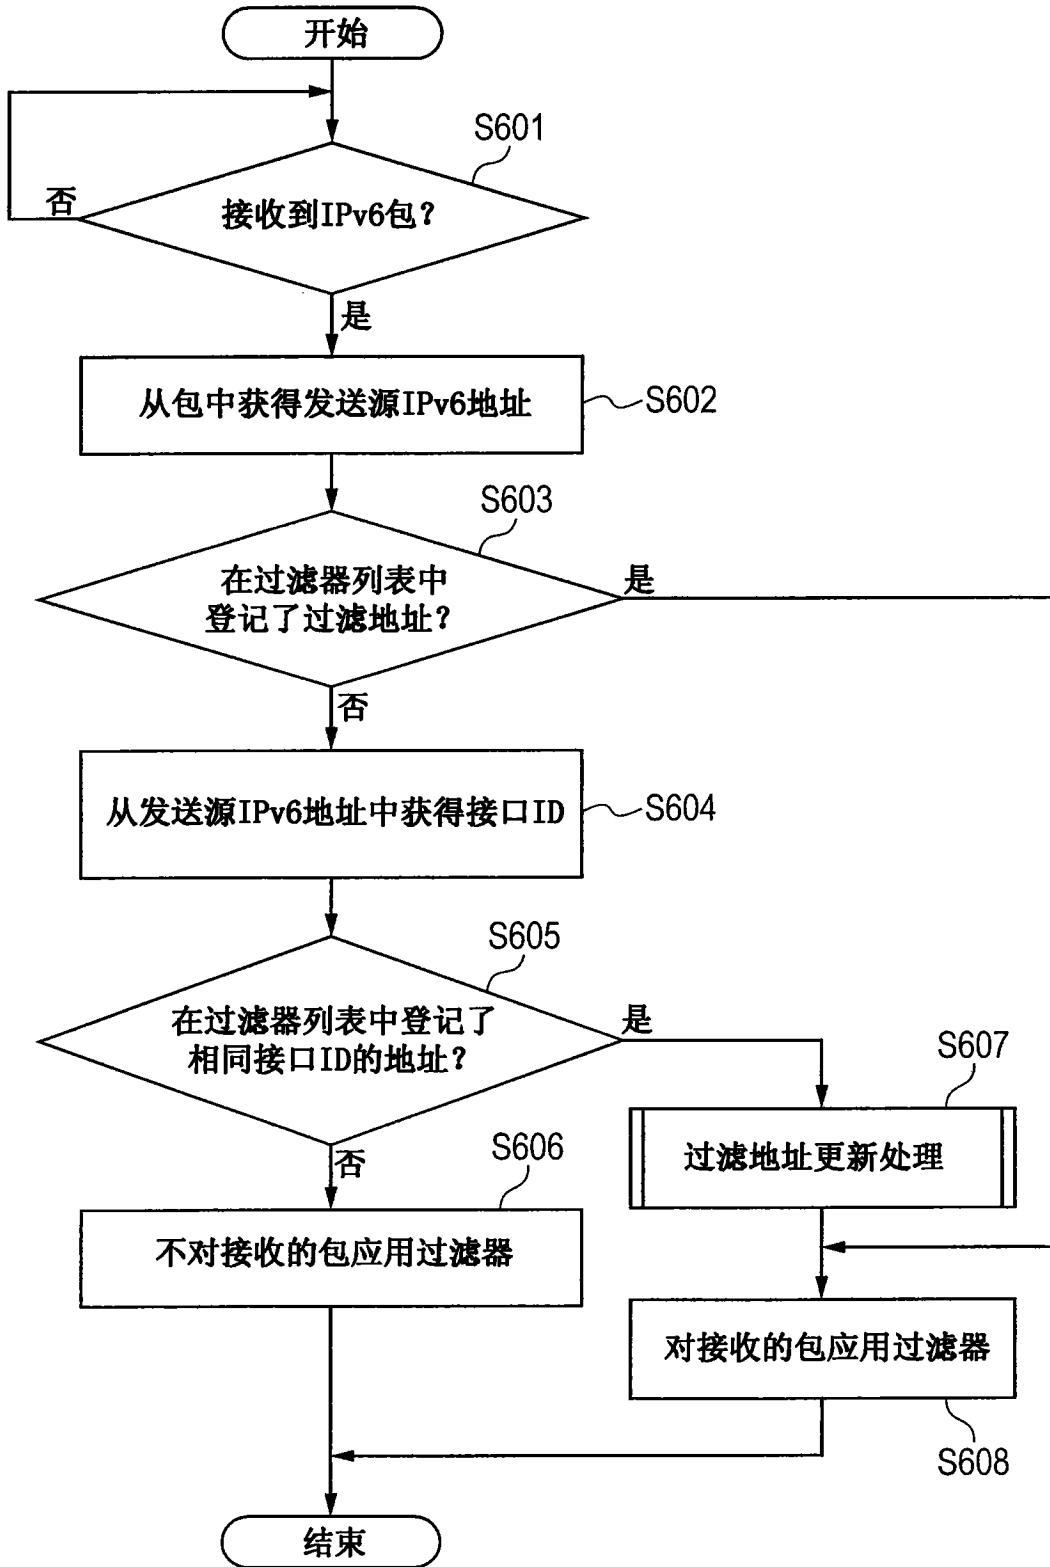 开始
S601
否
接收到IPv6包?
是
从包中获得发送源IPv6地址
S602
S603
在过滤器列表中
登记了过滤地址?
是
否
从发送源IPv6地址中获得接口ID
S604
S605
在过滤器列表中登记了
相同接口ID的地址?
是
S607
过滤地址更新处理
否
S606
不对接收的包应用过滤器
对接收的包应用过滤器
S608
结束